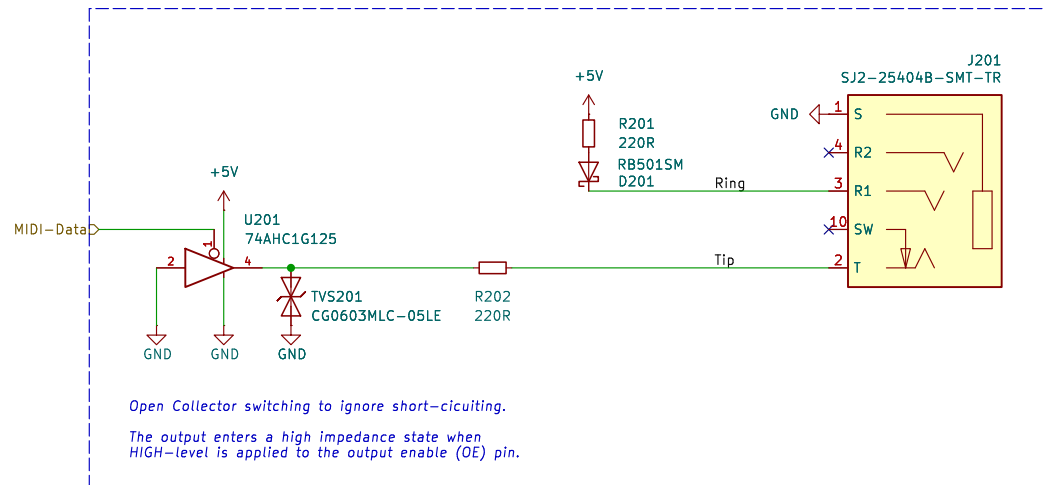 J201
SJ2-25404B-SMT-TR
+5V
GND
1
S
R201
220R
4
R2
RB501SM
D201
Ring
3
R1
+5V
U201
74AHC1G125
MIDI-Data
1
10
SW
2
4
Tip
2
T
TVS201
CG0603MLC-05LE
R202
220R
GND
GND
GND
Open Collector switching to ignore short-cicuiting.
The output enters a high impedance state when
HIGH-level is applied to the output enable (OE) pin.